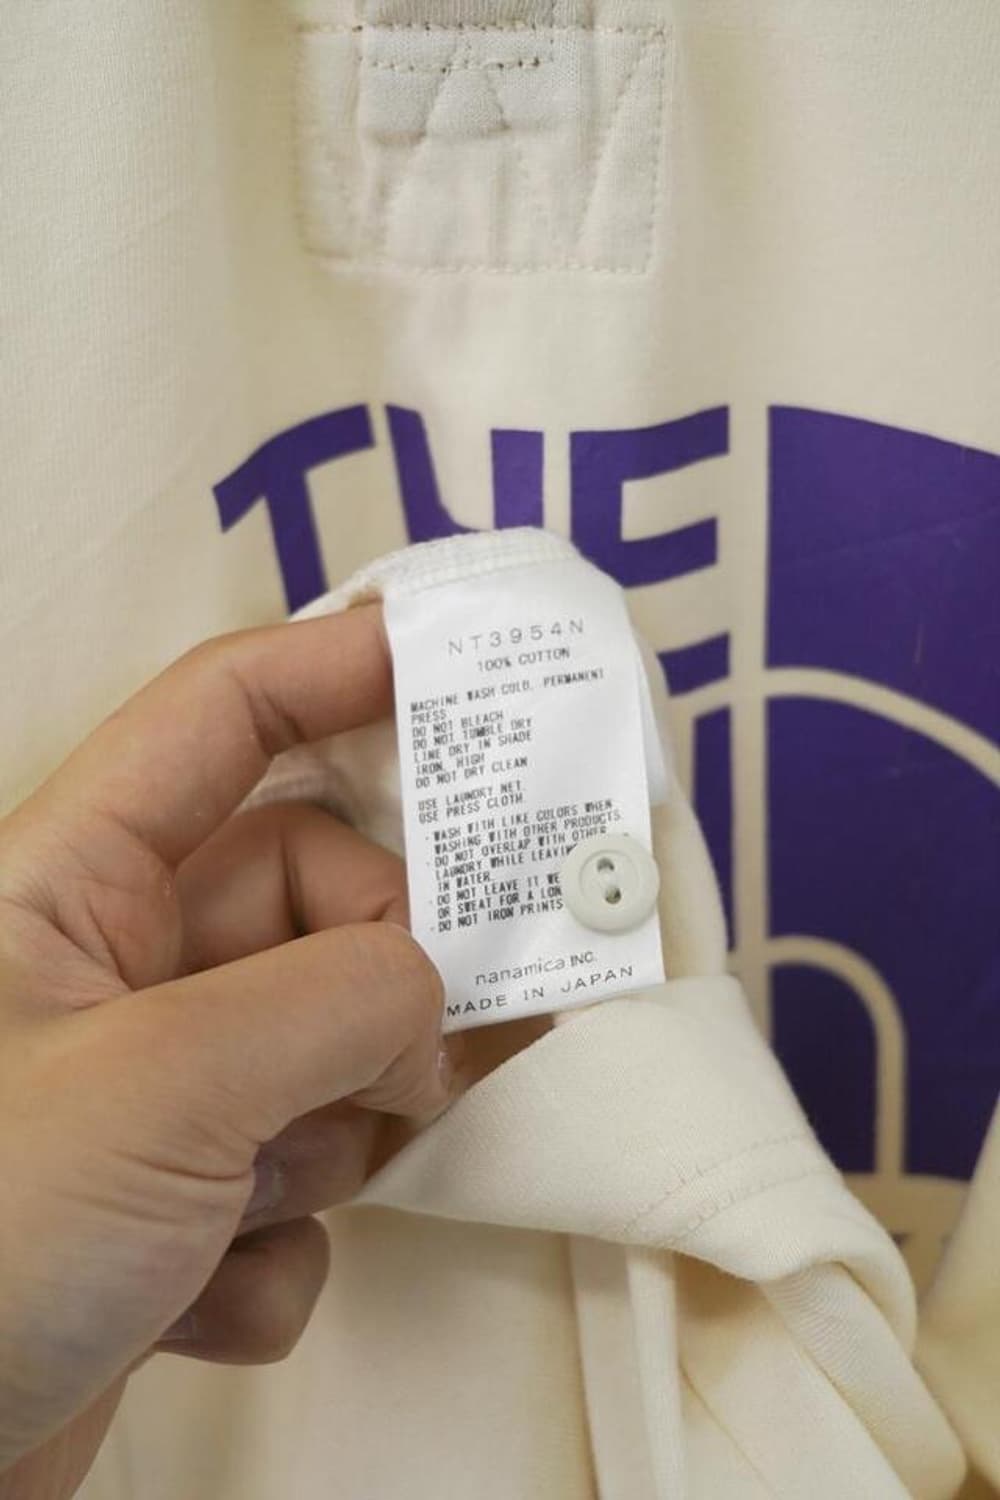 THE
NT3954N
100% COTTON
MACHINE WASH COLD, PERMANENT
PRESS
DO NOT BLEACH
DO NOT TUMBLE DRY
LINE DRY IN SHADE
IRON, HIGH
DO NOT DRY CLEAN
USE LAUNDRY NET.
USE PRESS CLOTH.
· WASH WITH LIKE COLORS WHEN
WASHING WITH OTHER PRODUCTS.
· DO NOT OVERLAP WITH OTHER
LAUNDRY WHILE LEAVIN
IN WATER.
· DO NOT LEAVE IT WE
OR SWEAT FOR A LON
· DO NOT IRON PRINTS
nanamica INC.
MADE IN JAPAN